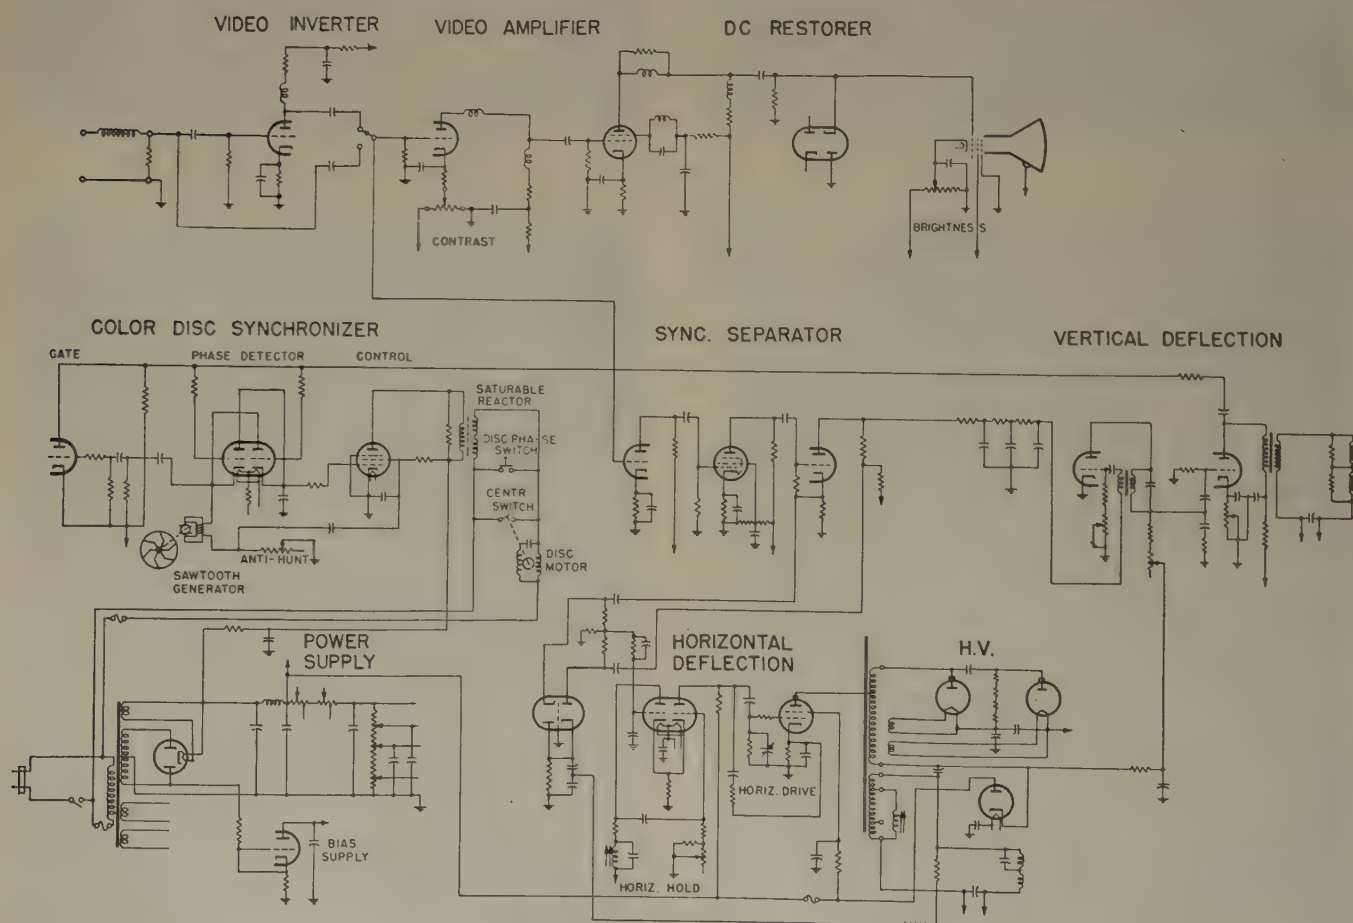 VIDEO INVERTER
VIDEO AMPLIFIER
DC RESTORER
CONTRAST
BRIGHTNESS
COLOR DISC SYNCHRONIZER
SYNC. SEPARATOR
VERTICAL DEFLECTION
GATE
PHASE DETECTOR
CONTROL
SATURABLE
REACTOR
DISC PHASE
SWITCH
CENTR
SWITCH
DISC
MOTOR
ANTI-HUNT
SAWTOOTH
GENERATOR
POWER
SUPPLY
HORIZONTAL
DEFLECTION
H.V.
HORIZ. DRIVE
BIAS
SUPPLY
HORIZ. HOLD